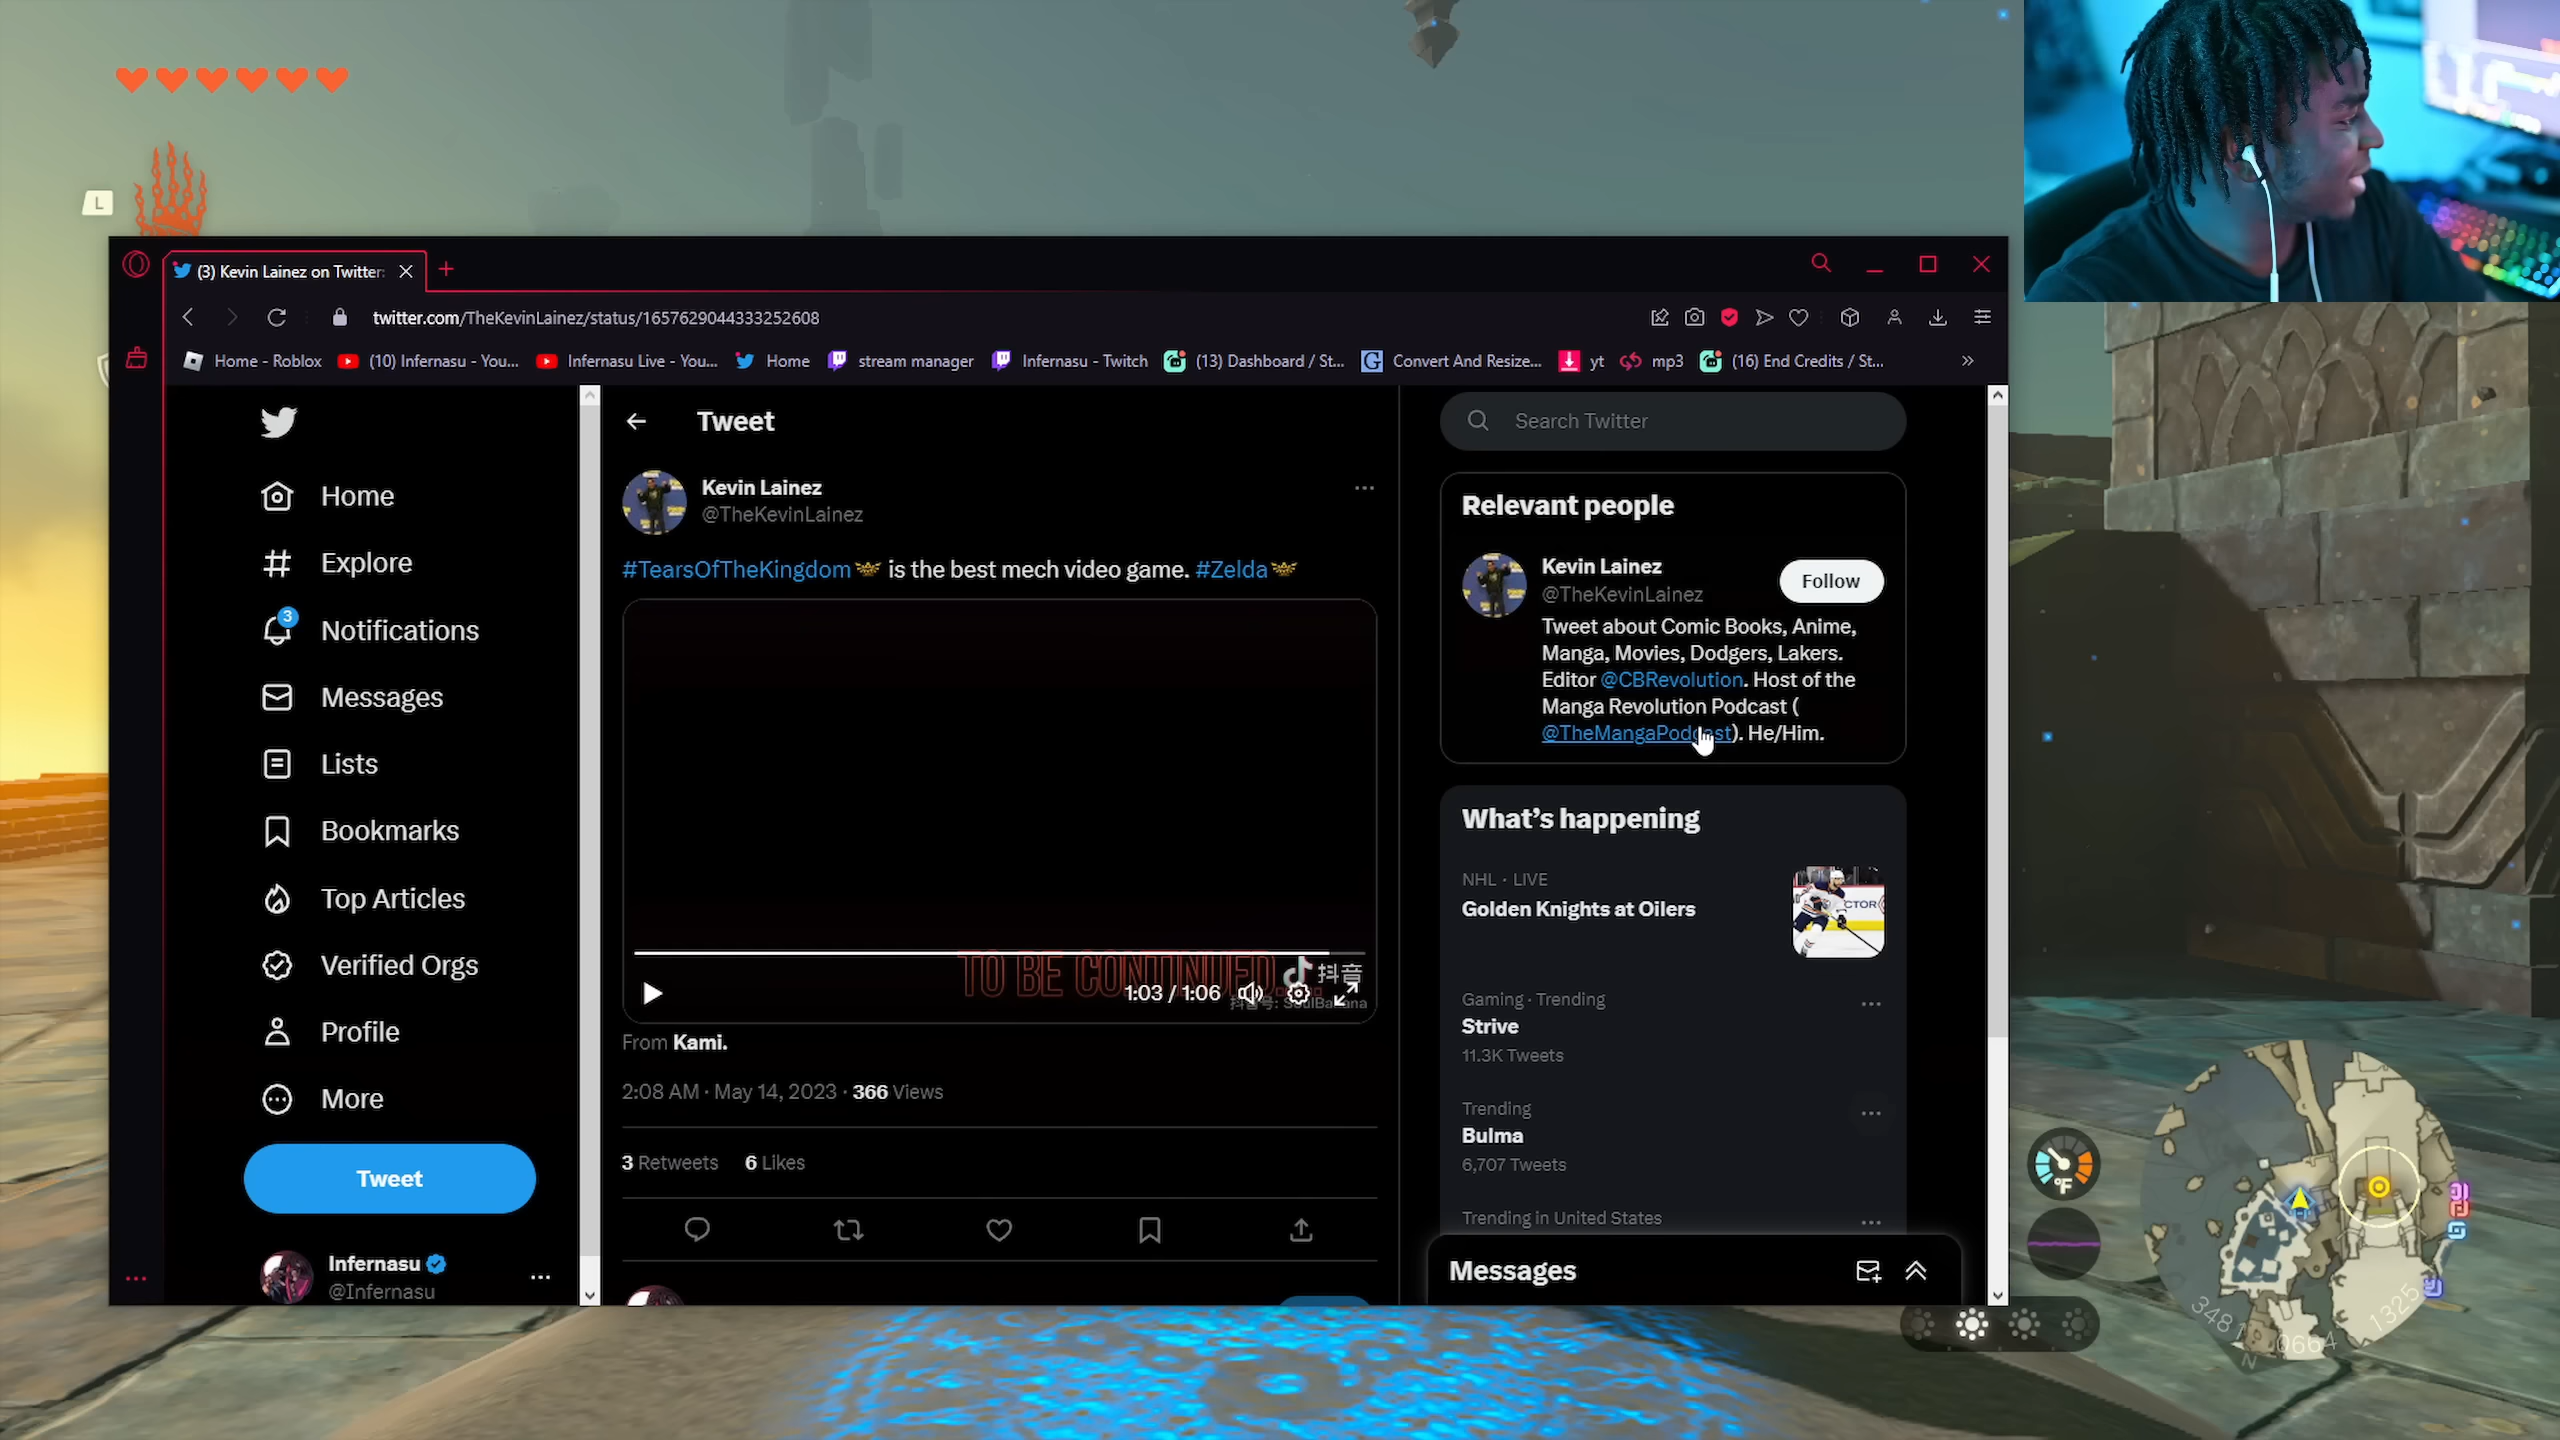 L
(3) Kevin Lainez on Twitter:
twitter.com/TheKevinLainez/status/1657629044333252608
Home - Roblox
(10) Infernasu - You...
Infernasu Live - You...
Home
stream manager
Infernasu - Twitch
(13) Dashboard / St...
Convert And Resize...
yt
mp3
(16) End Credits / St...
Home
Explore
3
Notifications
Messages
Lists
Bookmarks
Top Articles
Verified Orgs
Profile
More
Tweet
Infernasu
@Infernasu
Tweet
Kevin Lainez
@TheKevinLainez
#TearsOfTheKingdom is the best mech video game. #Zelda
TO BE CONTINUED
抖音
1:03 / 1:06
From Kami.
2:08 AM · May 14, 2023 · 366 Views
3 Retweets 6 Likes
Search Twitter
Relevant people
Kevin Lainez
@TheKevinLainez
Follow
Tweet about Comic Books, Anime,
Manga, Movies, Dodgers, Lakers.
Editor @CBRevolution. Host of the
Manga Revolution Podcast (
@TheMangaPodcast). He/Him.
What's happening
NHL · LIVE
Golden Knights at Oilers
Gaming · Trending
Strive
11.3K Tweets
Trending
Bulma
6,707 Tweets
Trending in United States
Messages
°F
3481 0664 1325
N